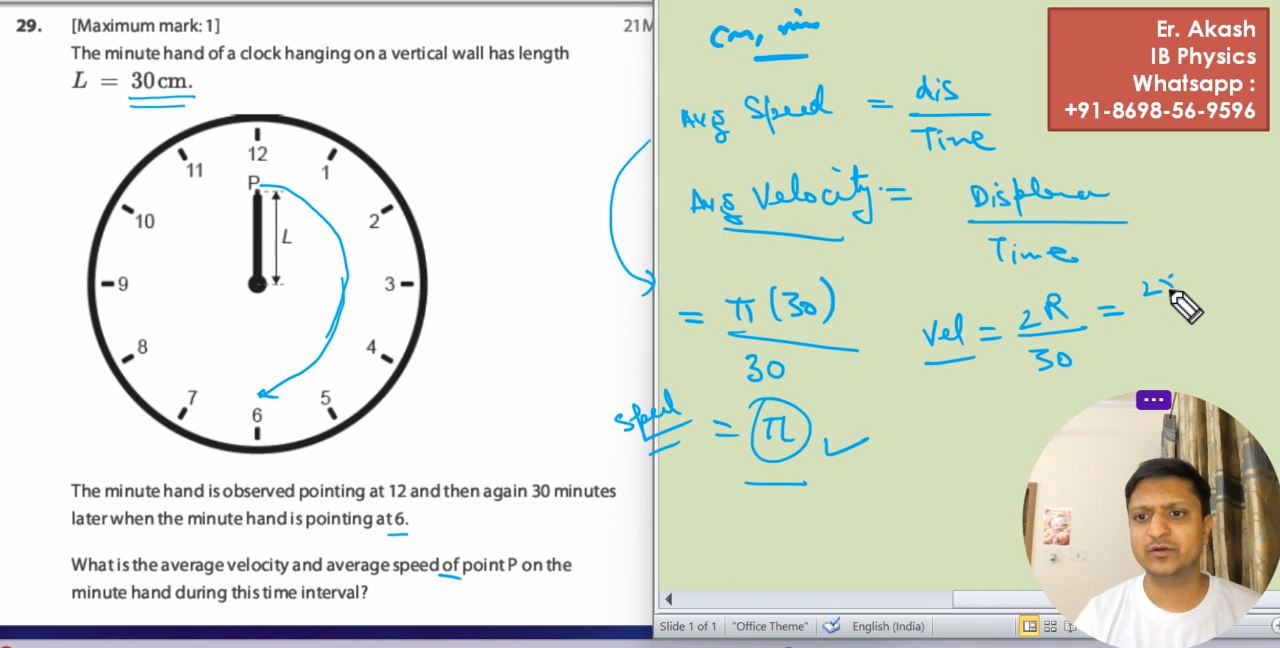 29. [Maximum mark: 1] 21M
The minute hand of a clock hanging on a vertical wall has length
L = 30 cm.
12
11
1
P
10
2
L
9
3
8
4
7
5
6
The minute hand is observed pointing at 12 and then again 30 minutes
later when the minute hand is pointing at 6.
What is the average velocity and average speed of point P on the
minute hand during this time interval?
cm, min
Avg Speed = dis
Time
Avg Velocity =
Time
= π(30)
30
Vel = 2R =
30
Speed = π
Er. Akash
IB Physics
Whatsapp :
+91-8698-56-9596
Slide 1 of 1 "Office Theme" English (India)